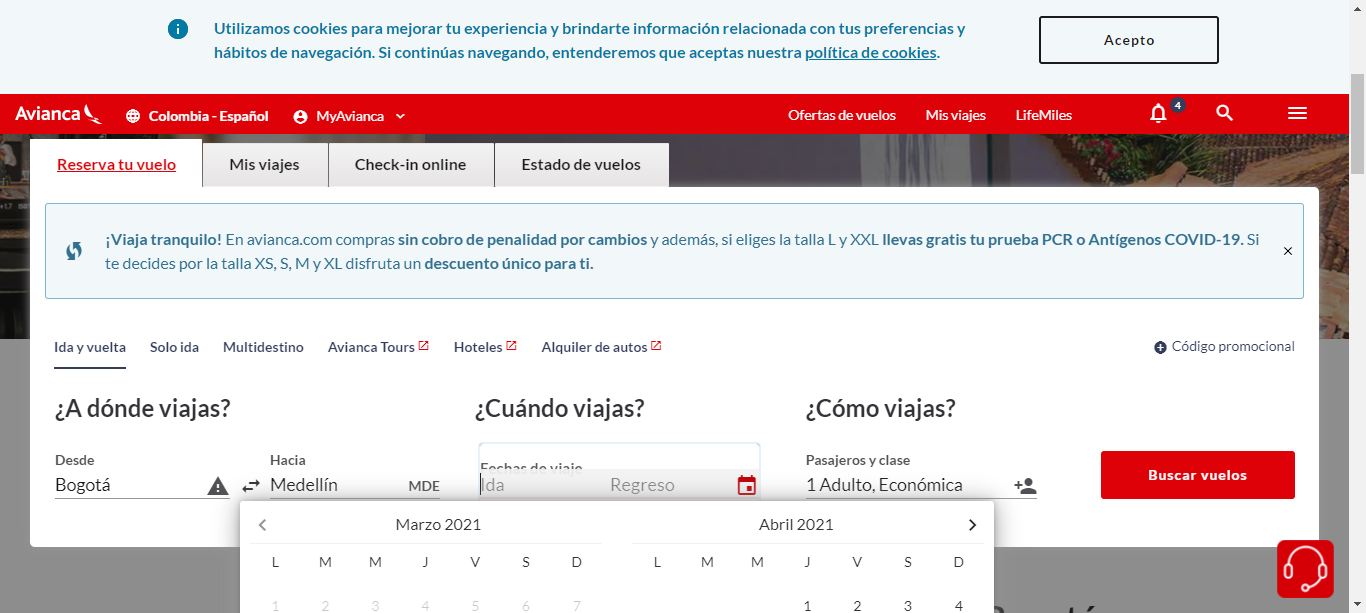 Utilizamos cookies para mejorar tu experiencia y brindarte información relacionada con tus preferencias y
hábitos de navegación. Si continúas navegando, entenderemos que aceptas nuestra política de cookies.
Acepto
Avianca
Colombia - Español
MyAvianca
Ofertas de vuelos
Mis viajes
LifeMiles
4
Reserva tu vuelo
Mis viajes
Check-in online
Estado de vuelos
¡Viaja tranquilo! En avianca.com compras sin cobro de penalidad por cambios y además, si eliges la talla L y XXL llevas gratis tu prueba PCR o Antígenos COVID-19. Si
te decides por la talla XS, S, M y XL disfruta un descuento único para ti.
Ida y vuelta
Solo ida
Multidestino
Avianca Tours
Hoteles
Alquiler de autos
Código promocional
¿A dónde viajas?
¿Cuándo viajas?
¿Cómo viajas?
Desde
Hacia
Fechas de viaje
Pasajeros y clase
Bogotá
Medellín
MDE
Ida
Regreso
1 Adulto, Económica
Buscar vuelos
Marzo 2021
Abril 2021
L M M J V S D
L M M J V S D
1 2 3 4 5 6 7
1 2 3 4